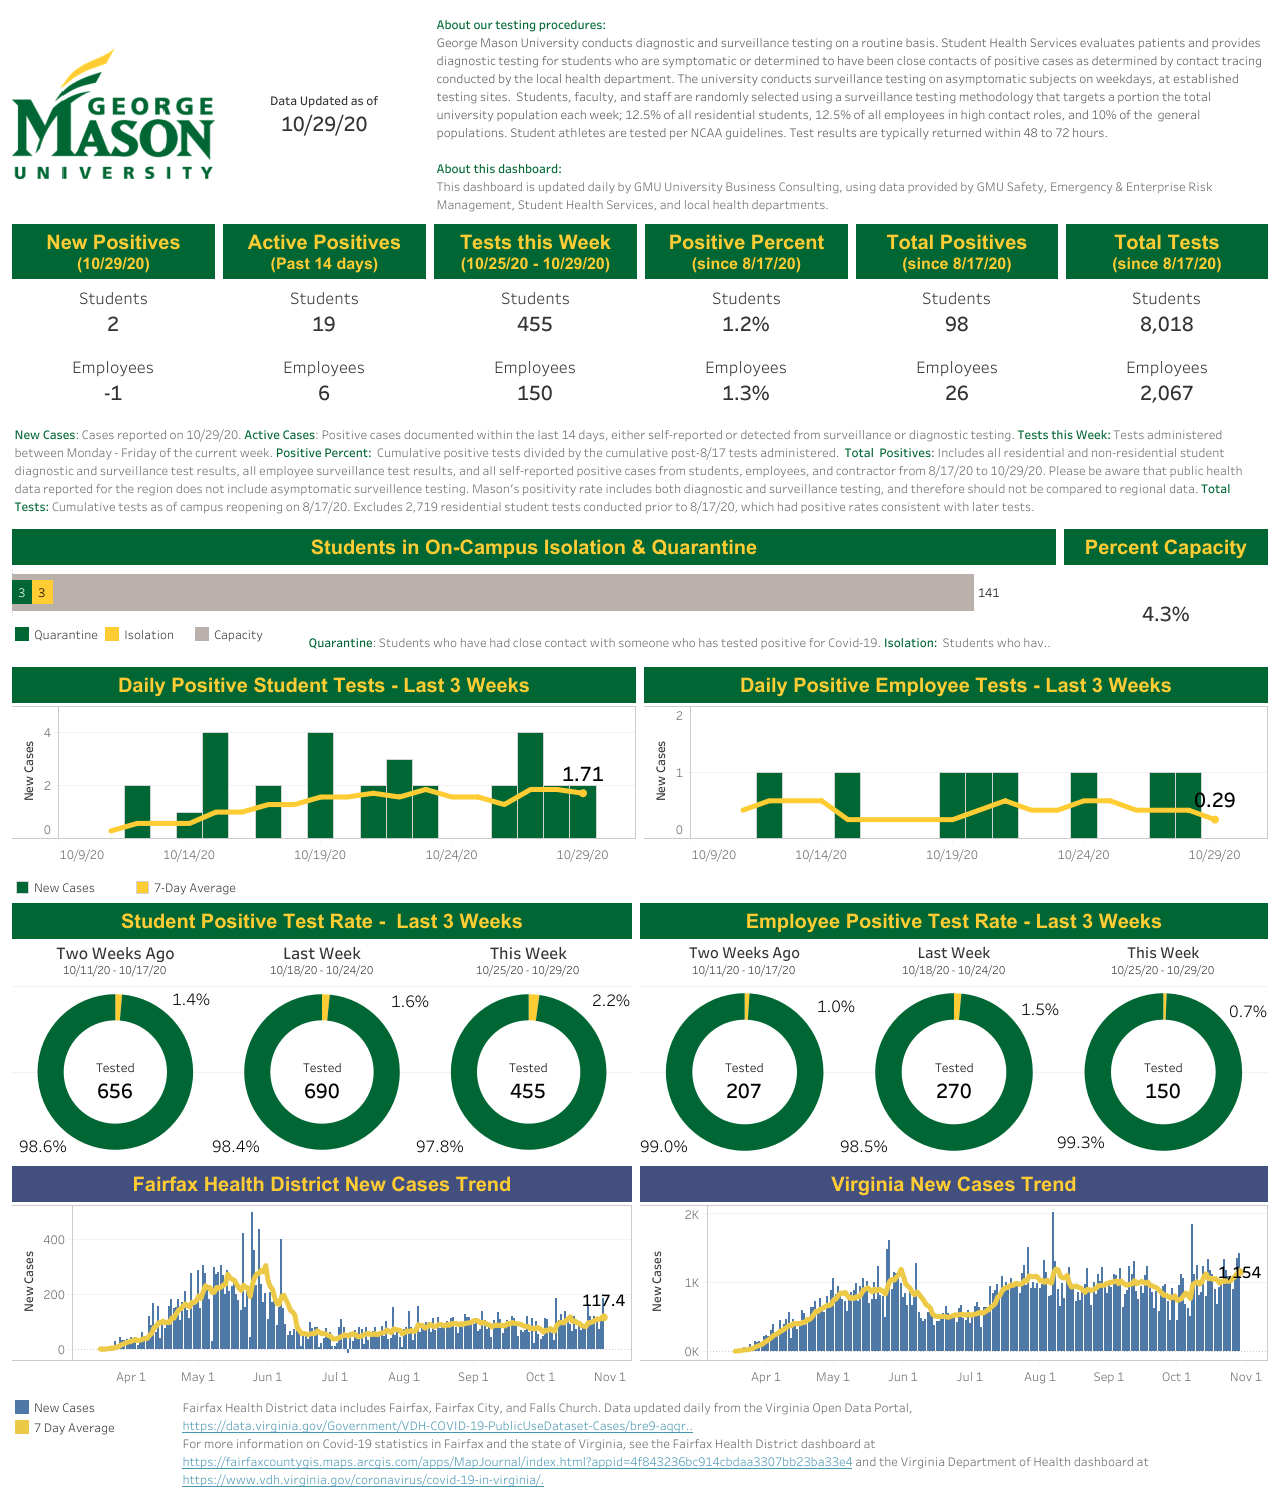 About our testing procedures:
George Mason University conducts diagnostic and surveillance testing on a routine basis. Student Health Services evaluates patients and provides
diagnostic testing for students who are symptomatic or determined to have been close contacts of positive cases as determined by contact tracing
conducted by the local health department. The university conducts surveillance testing on asymptomatic subjects on weekdays, at established
testing sites. Students, faculty, and staff are randomly selected using a surveillance testing methodology that targets a portion the total
university population each week; 12.5% of all residential students, 12.5% of all employees in high contact roles, and 10% of the general
populations. Student athletes are tested per NCAA guidelines. Test results are typically returned within 48 to 72 hours.
GEORGE
MASON
UNIVERSITY
Data Updated as of
10/29/20
About this dashboard:
This dashboard is updated daily by GMU University Business Consulting, using data provided by GMU Safety, Emergency & Enterprise Risk
Management, Student Health Services, and local health departments.
New Positives Active Positives Tests this Week Positive Percent Total Positives Total Tests
(10/29/20) (Past 14 days) (10/25/20 - 10/29/20) (since 8/17/20) (since 8/17/20) (since 8/17/20)
Students Students Students Students Students Students
2 19 455 1.2% 98 8,018
Employees Employees Employees Employees Employees Employees
-1 6 150 1.3% 26 2,067
New Cases: Cases reported on 10/29/20. Active Cases: Positive cases documented within the last 14 days, either self-reported or detected from surveillance or diagnostic testing. Tests this Week: Tests administered
between Monday - Friday of the current week. Positive Percent: Cumulative positive tests divided by the cumulative post-8/17 tests administered. Total Positives: Includes all residential and non-residential student
diagnostic and surveillance test results, all employee surveillance test results, and all self-reported positive cases from students, employees, and contractor from 8/17/20 to 10/29/20. Please be aware that public health
data reported for the region does not include asymptomatic surveillence testing. Mason's positivity rate includes both diagnostic and surveillance testing, and therefore should not be compared to regional data. Total
Tests: Cumulative tests as of campus reopening on 8/17/20. Excludes 2,719 residential student tests conducted prior to 8/17/20, which had positive rates consistent with later tests.
Students in On-Campus Isolation & Quarantine Percent Capacity
3 3 141
4.3%
Quarantine Isolation Capacity
Quarantine: Students who have had close contact with someone who has tested positive for Covid-19. Isolation: Students who hav..
Daily Positive Student Tests - Last 3 Weeks
New Cases
4
2
0
1.71
10/9/20 10/14/20 10/19/20 10/24/20 10/29/20
Daily Positive Employee Tests - Last 3 Weeks
New Cases
2
1
0
0.29
10/9/20 10/14/20 10/19/20 10/24/20 10/29/20
New Cases 7-Day Average
Student Positive Test Rate - Last 3 Weeks
Two Weeks Ago Last Week This Week
10/11/20 - 10/17/20 10/18/20 - 10/24/20 10/25/20 - 10/29/20
1.4% 1.6% 2.2%
Tested Tested Tested
656 690 455
98.6% 98.4% 97.8%
Employee Positive Test Rate - Last 3 Weeks
Two Weeks Ago Last Week This Week
10/11/20 - 10/17/20 10/18/20 - 10/24/20 10/25/20 - 10/29/20
1.0% 1.5% 0.7%
Tested Tested Tested
207 270 150
99.0% 98.5% 99.3%
Fairfax Health District New Cases Trend
New Cases
400
200
0
117.4
Apr 1 May 1 Jun 1 Jul 1 Aug 1 Sep 1 Oct 1 Nov 1
Virginia New Cases Trend
New Cases
2K
1K
0K
1,154
Apr 1 May 1 Jun 1 Jul 1 Aug 1 Sep 1 Oct 1 Nov 1
New Cases
7 Day Average
Fairfax Health District data includes Fairfax, Fairfax City, and Falls Church. Data updated daily from the Virginia Open Data Portal,
https://data.virginia.gov/Government/VDH-COVID-19-PublicUseDataset-Cases/bre9-aqqr..
For more information on Covid-19 statistics in Fairfax and the state of Virginia, see the Fairfax Health District dashboard at
https://fairfaxcountygis.maps.arcgis.com/apps/MapJournal/index.html?appid=4f843236bc914cbdaa3307bb23ba33e4 and the Virginia Department of Health dashboard at
https://www.vdh.virginia.gov/coronavirus/covid-19-in-virginia/.